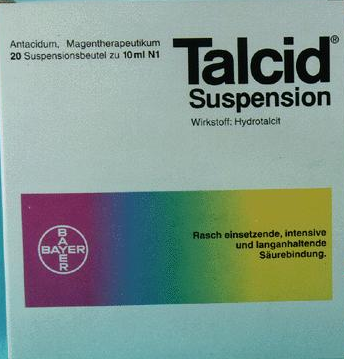 Antacidum, Magentherapeutikum
20 Suspensionsbeutel zu 10 ml N1
Talcid®
Suspension
Wirkstoff: Hydrotalcit
BAYER
BAYER
Rasch einsetzende, intensive
und langanhaltende
Säurebindung.